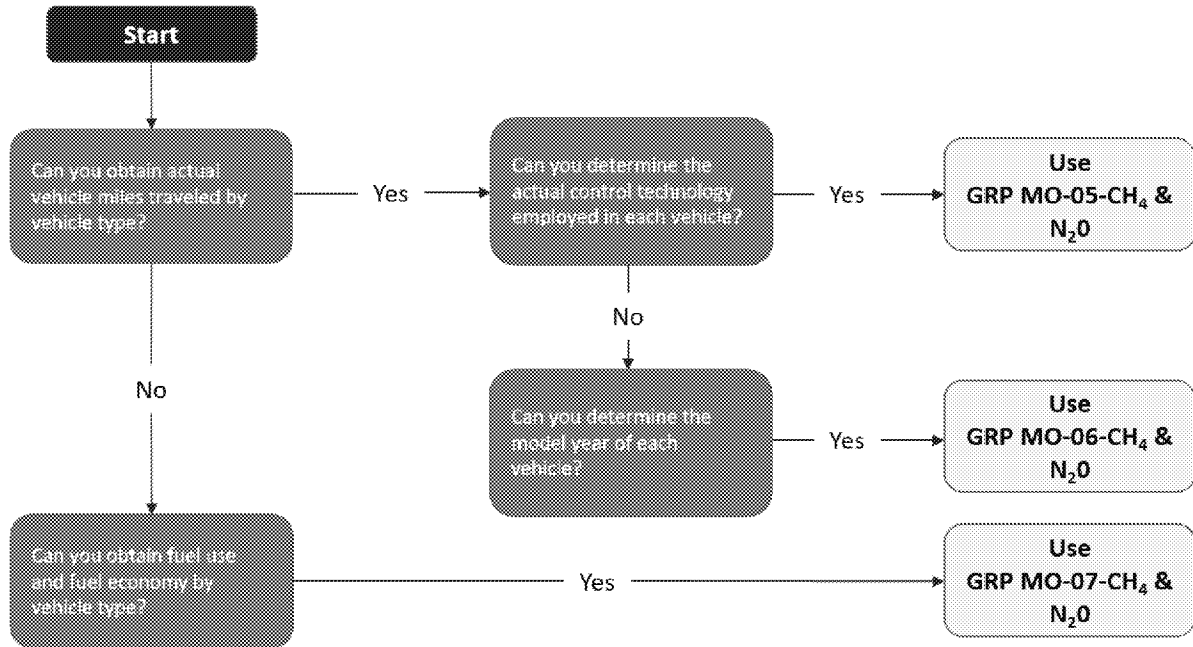 Start
Can you obtain actual
vehicle miles traveled by
vehicle type?
Yes
Can you determine the
actual control technology
employed in each vehicle?
Yes
Use
GRP MO-05-CH₄ &
N₂0
No
No
Can you determine the
model year of each
vehicle?
Yes
Use
GRP MO-06-CH₄ &
N₂0
Can you obtain fuel use
and fuel economy by
vehicle type?
Yes
Use
GRP MO-07-CH₄ &
N₂0